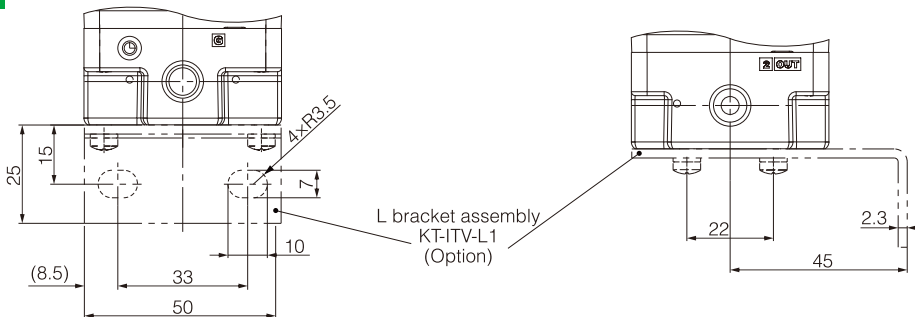 G
2 OUT
4×R3.5
15
25
7
10
L bracket assembly
KT-ITV-L1
(Option)
(8.5)
33
50
22
2.3
45